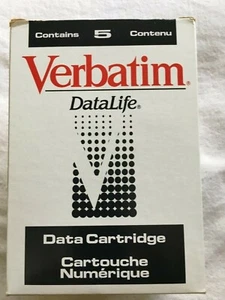 Contains 5 Contenu
Verbatim®
DataLife®
Data Cartridge
Cartouche
Numérique